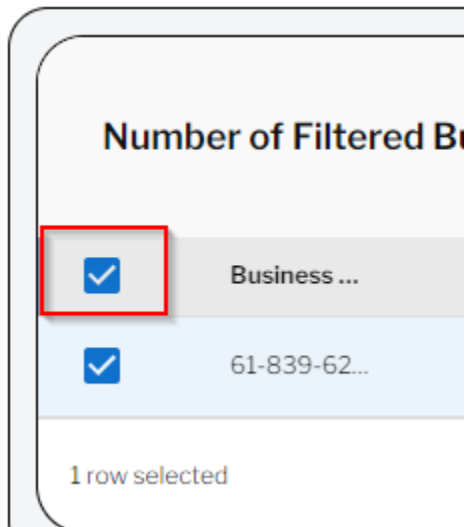 Number of Filtered Bu
Business ...
61-839-62...
1 row selected